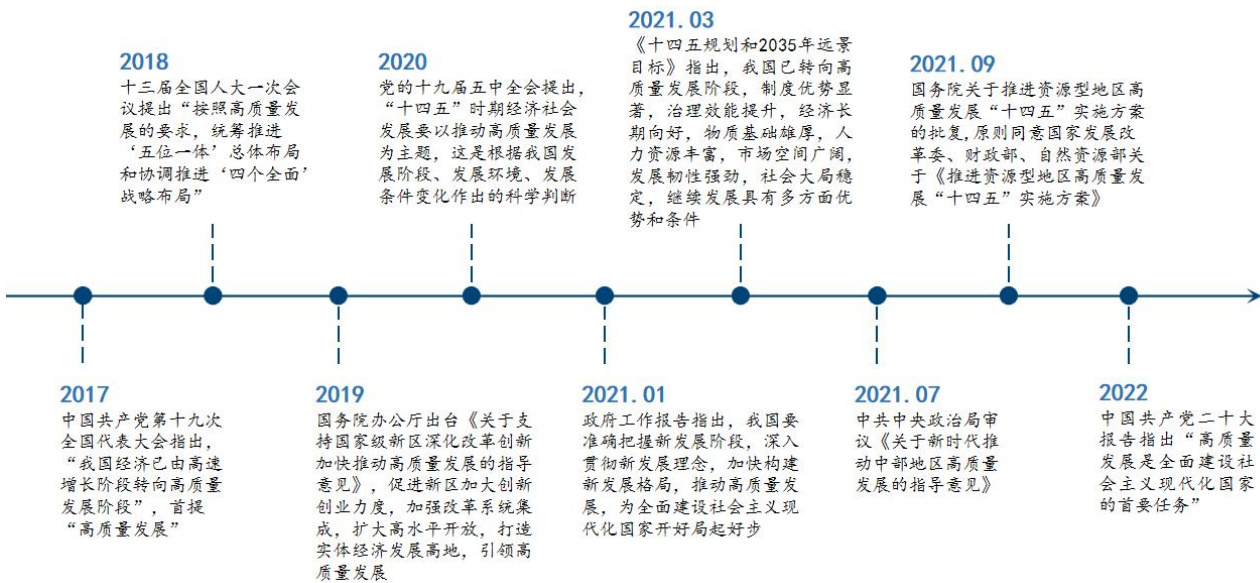 2018
十三届全国人大一次会
议提出“按照高质量发
展的要求，统筹推进
‘五位一体’总体布局
和协调推进‘四个全面’
战略布局”
2020
党的十九届五中全会提出，
“十四五”时期经济社会
发展要以推动高质量发展
为主题，这是根据我国发
展阶段、发展环境、发展
条件变化作出的科学判断
2021.03
《十四五规划和2035年远景
目标》指出，我国已转向高
质量发展阶段，制度优势显
著，治理效能提升，经济长
期向好，物质基础雄厚，人
力资源丰富，市场空间广阔，
发展韧性强劲，社会大局稳
定，继续发展具有多方面优
势和条件
2021.09
国务院关于推进资源型地区高
质量发展“十四五”实施方案
的批复,原则同意国家发展改
革委、财政部、自然资源部关
于《推进资源型地区高质量发
展“十四五”实施方案》
2017
中国共产党第十九次
全国代表大会指出，
“我国经济已由高速
增长阶段转向高质量
发展阶段”，首提
“高质量发展”
2019
国务院办公厅出台《关于支
持国家级新区深化改革创新
加快推动高质量发展的指导
意见》，促进新区加大创新
创业力度，加强改革系统集
成，扩大高水平开放，打造
实体经济发展高地，引领高
质量发展
2021.01
政府工作报告指出，我国要
准确把握新发展阶段，深入
贯彻新发展理念，加快构建
新发展格局，推动高质量发
展，为全面建设社会主义现
代化国家开好局起好步
2021.07
中共中央政治局审
议《关于新时代推
动中部地区高质量
发展的指导意见》
2022
中国共产党二十大
报告指出“高质量
发展是全面建设社
会主义现代化国家
的首要任务”